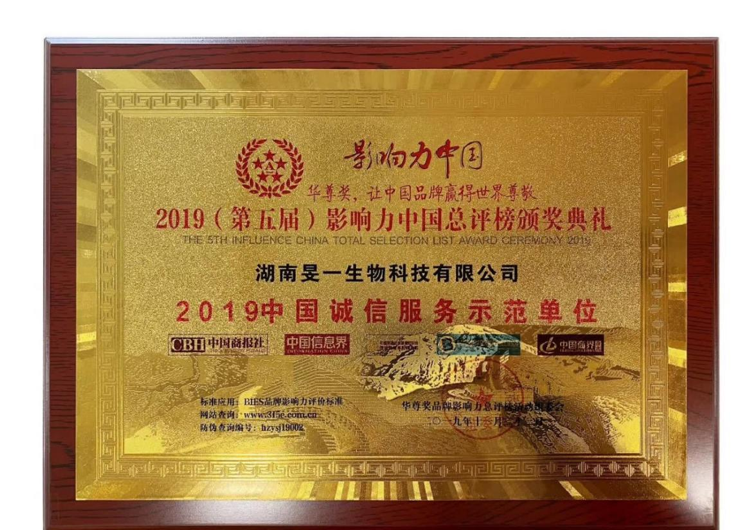 影响力中国
华尊奖,让中国品牌赢得世界尊敬
2019(第五届)影响力中国总评榜颁奖典礼
THE 5TH INFLUENCE CHINA TOTAL SELECTION LIST AWARD CEREMONY 2019
湖南旻一生物科技有限公司
2019中国诚信服务示范单位
CBH 中国商报社 中国信息界
标准应用:BIES品牌影响力评价标准
网站查询:www.315e.com.cn
防伪查询编号:hzysj19002
华尊奖品牌影响力总评榜
二〇一九年十 月